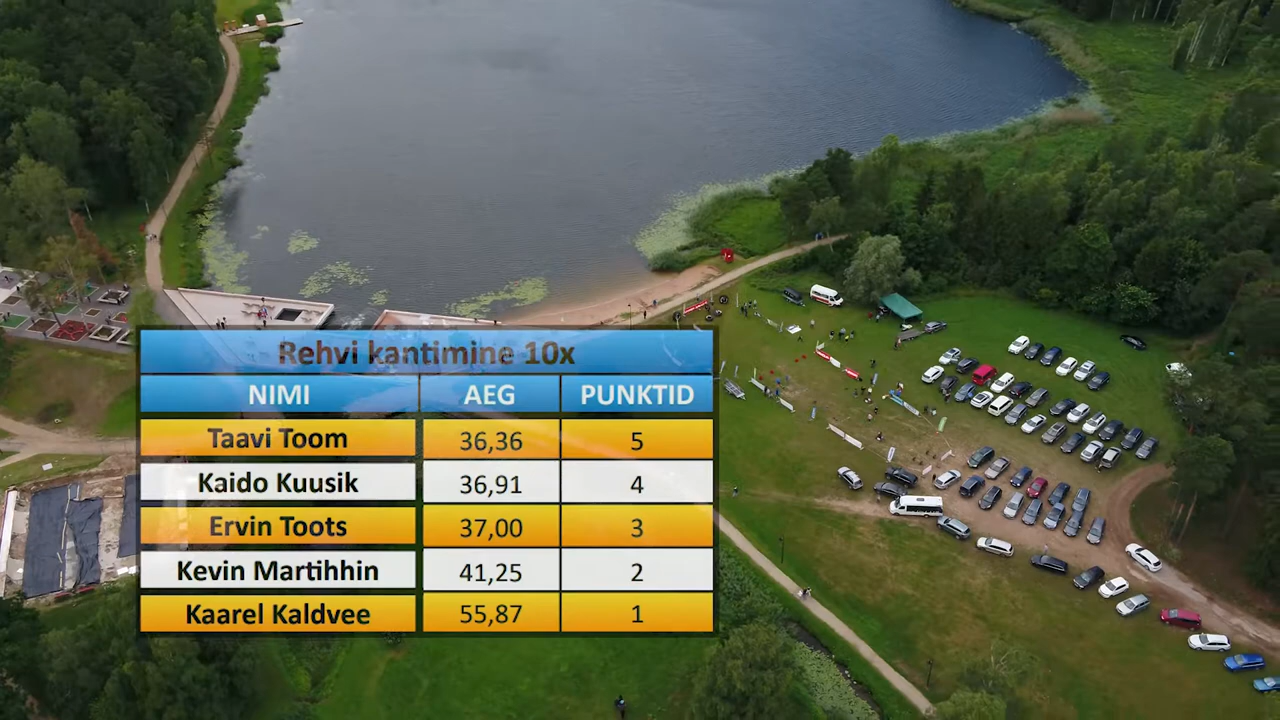 Rehvi kantimine 10x
NIMI AEG PUNKTID
Taavi Toom 36,36 5
Kaido Kuusik 36,91 4
Ervin Toots 37,00 3
Kevin Martihhin 41,25 2
Kaarel Kaldvee 55,87 1